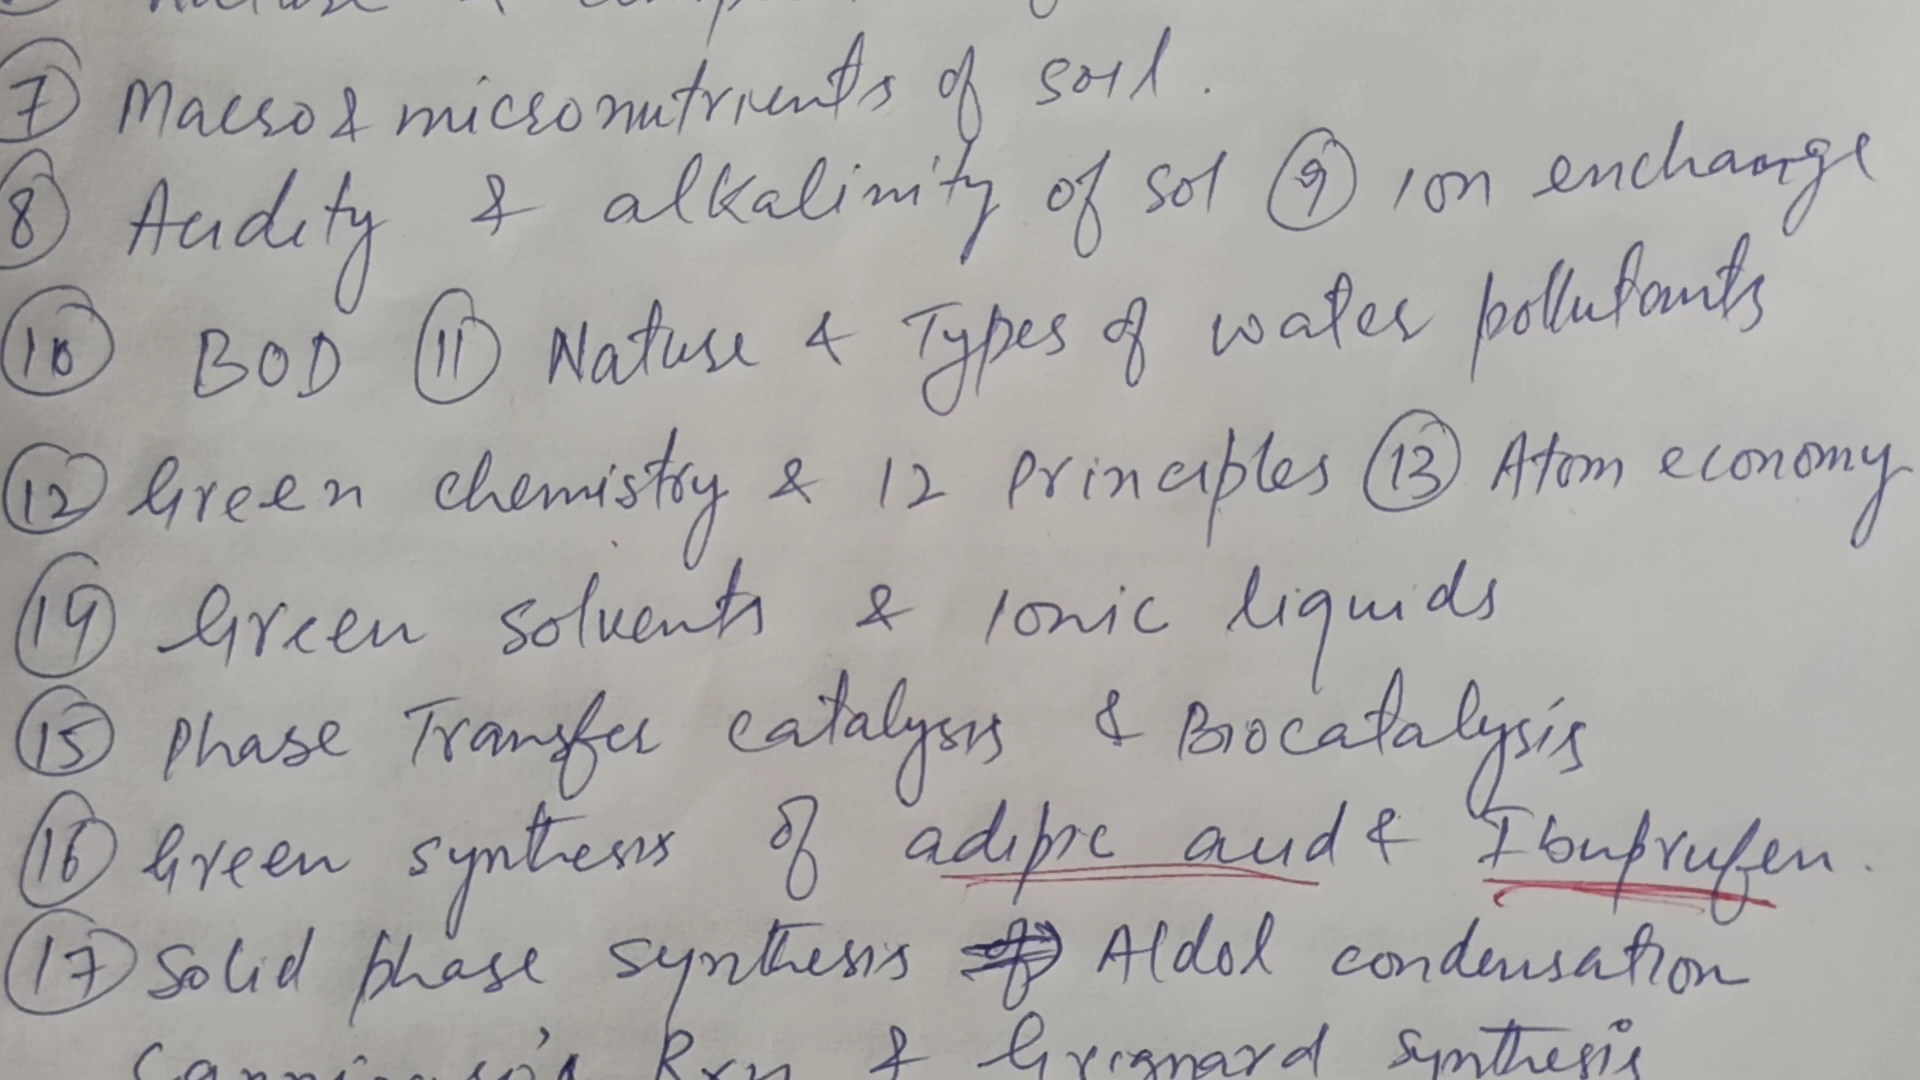 7 Macro & micronutrients of soil.
8 Acidity & alkalinity of sol 9 ion enchange
10 BOD 11 Nature & Types of water pollutants
12 Green chemistry & 12 Principles 13 Atom economy
14 Green solvents & Ionic liquids
15 Phase Transfer catalysis & Biocatalysis
16 Green synthesis of adipic acid & Ibuprufen.
17 Solid phase synthesis Aldol condensation
Rxn & Grignard synthesis